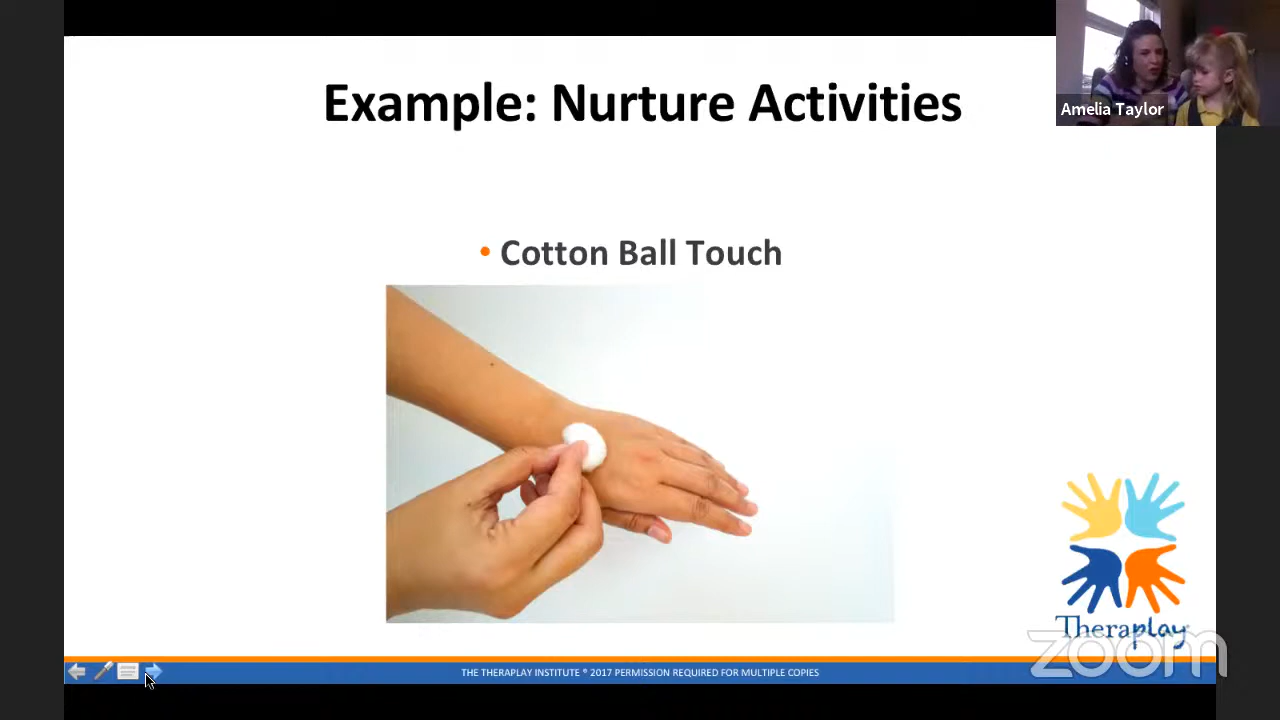 Example: Nurture Activities
Amelia Taylor
• Cotton Ball Touch
Theraplay
zoom
THE THERAPLAY INSTITUTE ® 2017 PERMISSION REQUIRED FOR MULTIPLE COPIES